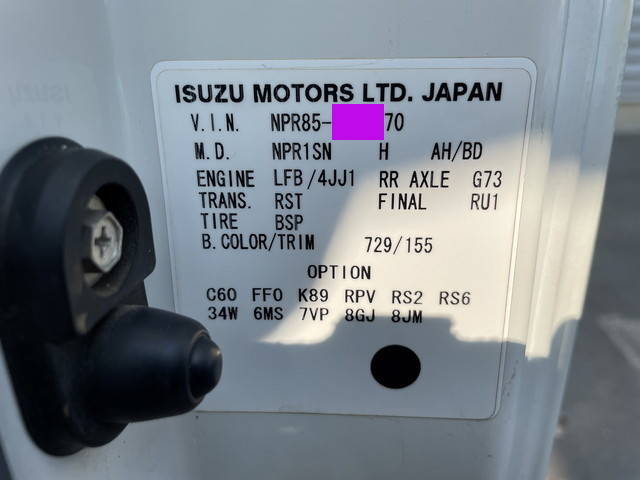 ISUZU MOTORS LTD. JAPAN
V.I.N. NPR85- 70
M.D. NPR1SN H AH/BD
ENGINE LFB/4JJ1 RR AXLE G73
TRANS. RST FINAL RU1
TIRE BSP
B.COLOR/TRIM 729/155
OPTION
C60 FF0 K89 RPV RS2 RS6
34W 6MS 7VP 8GJ 8JM